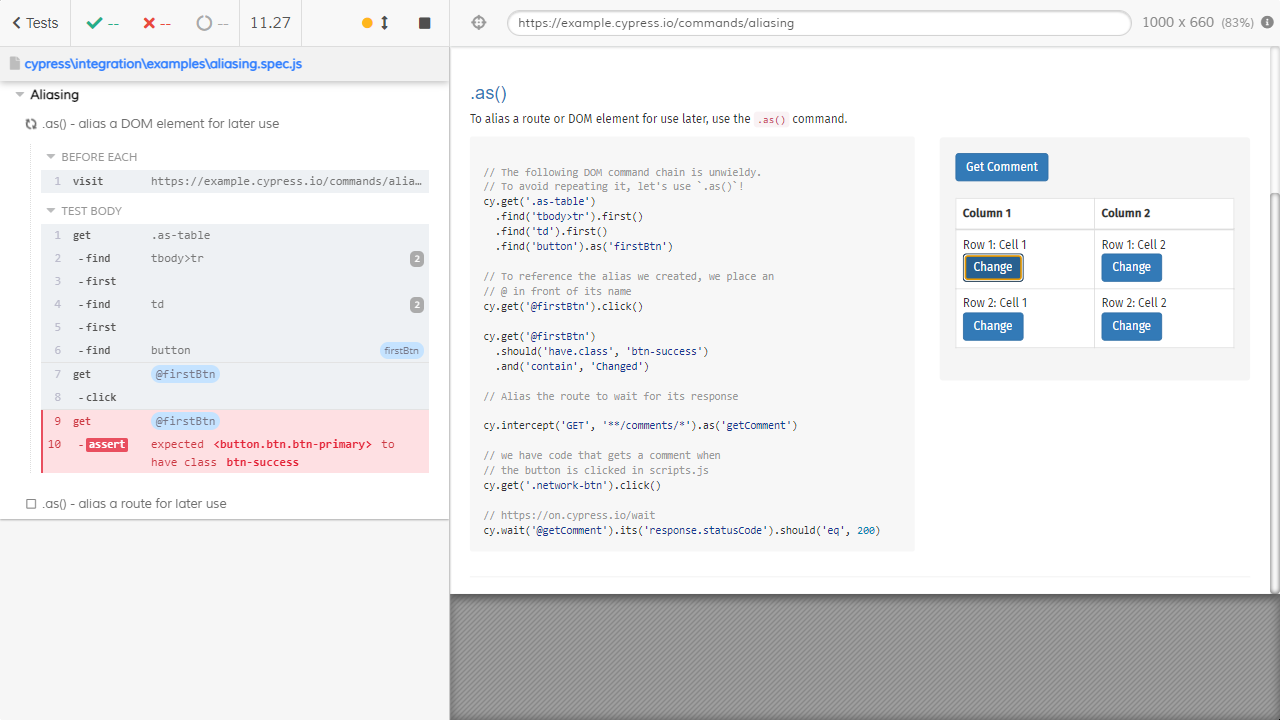 Tests
--
--
--
11.27
https://example.cypress.io/commands/aliasing
1000 x 660 (83%)
cypress\integration\examples\aliasing.spec.js
Aliasing
.as() - alias a DOM element for later use
BEFORE EACH
1 visit https://example.cypress.io/commands/alia…
TEST BODY
1 get .as-table
2 - find tbody>tr 2
3 - first
4 - find td 2
5 - first
6 - find button firstBtn
7 get @firstBtn
8 - click
9 get @firstBtn
10 - assert expected <button.btn.btn-primary> to
have class btn-success
.as() - alias a route for later use
.as()
To alias a route or DOM element for use later, use the .as() command.
// The following DOM command chain is unwieldy.
// To avoid repeating it, let's use `.as()`!
cy.get('.as-table')
.find('tbody>tr').first()
.find('td').first()
.find('button').as('firstBtn')
// To reference the alias we created, we place an
// @ in front of its name
cy.get('@firstBtn').click()
cy.get('@firstBtn')
.should('have.class', 'btn-success')
.and('contain', 'Changed')
// Alias the route to wait for its response
cy.intercept('GET', '**/comments/*').as('getComment')
// we have code that gets a comment when
// the button is clicked in scripts.js
cy.get('.network-btn').click()
// https://on.cypress.io/wait
cy.wait('@getComment').its('response.statusCode').should('eq', 200)
Get Comment
Column 1 Column 2
Row 1: Cell 1 Row 1: Cell 2
Change Change
Row 2: Cell 1 Row 2: Cell 2
Change Change